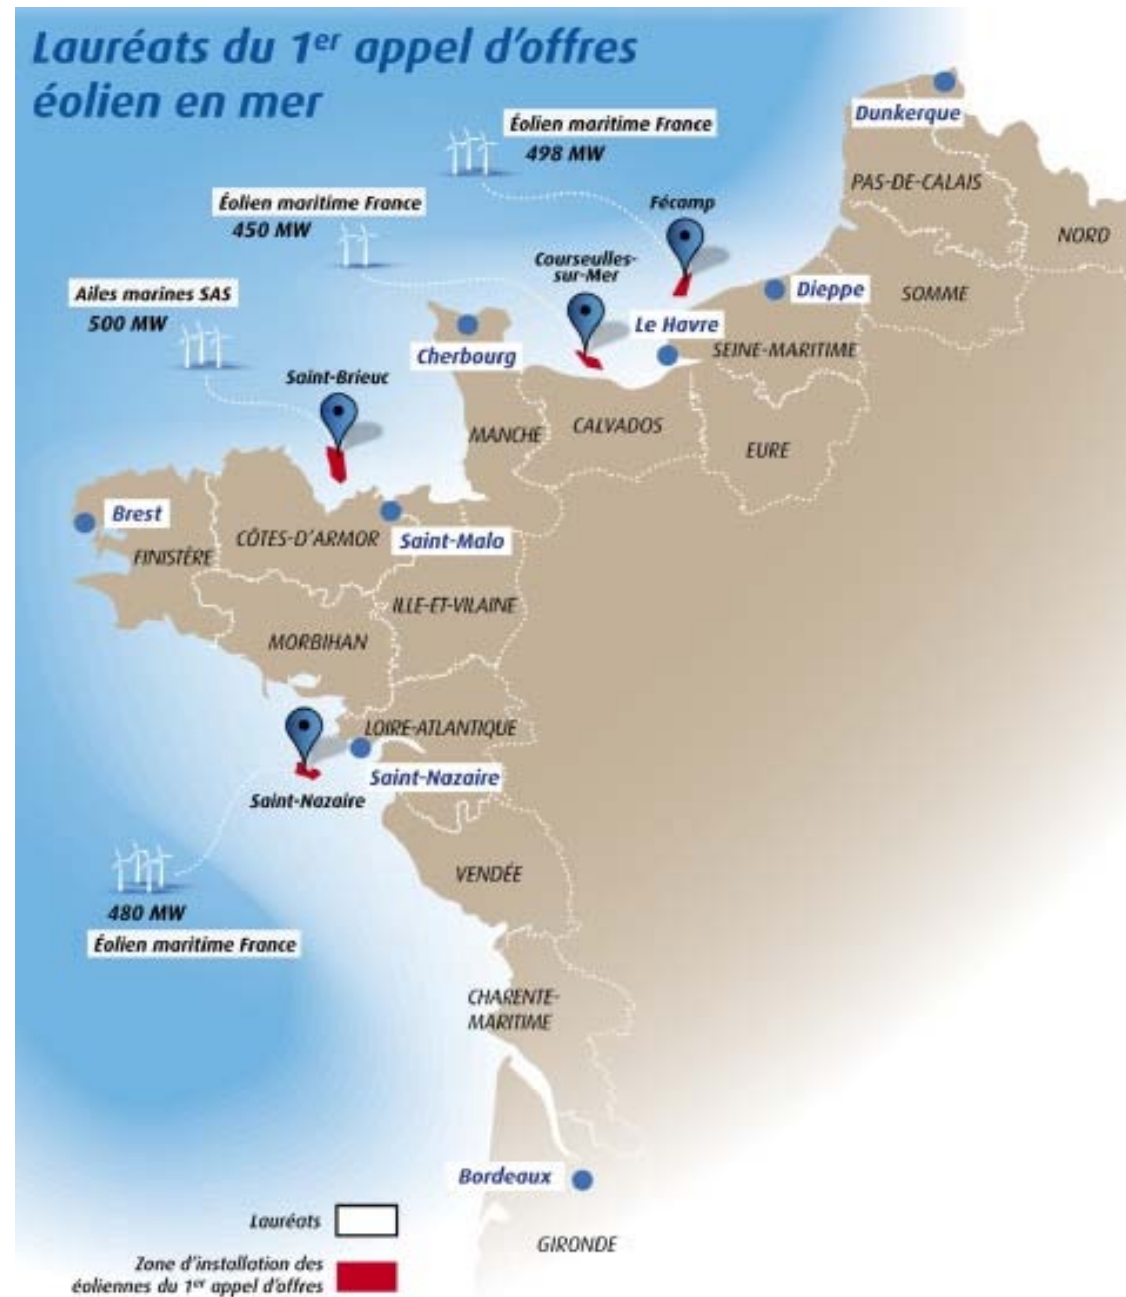 Lauréats du 1er appel d'offres
éolien en mer
Éolien maritime France
498 MW
Dunkerque
PAS-DE-CALAIS
NORD
Éolien maritime France
450 MW
Fécamp
Courseulles-
sur-Mer
Dieppe
SOMME
Ailes marines SAS
500 MW
Le Havre
Cherbourg
SEINE-MARITIME
Saint-Brieuc
MANCHE
CALVADOS
EURE
Brest
FINISTÉRE
CÔTES-D'ARMOR
Saint-Malo
ILLE-ET-VILAINE
MORBIHAN
LOIRE-ATLANTIQUE
Saint-Nazaire
Saint-Nazaire
VENDÉE
480 MW
Éolien maritime France
CHARENTE-
MARITIME
Bordeaux
GIRONDE
Lauréats
Zone d'installation des
éoliennes du 1er appel d'offres